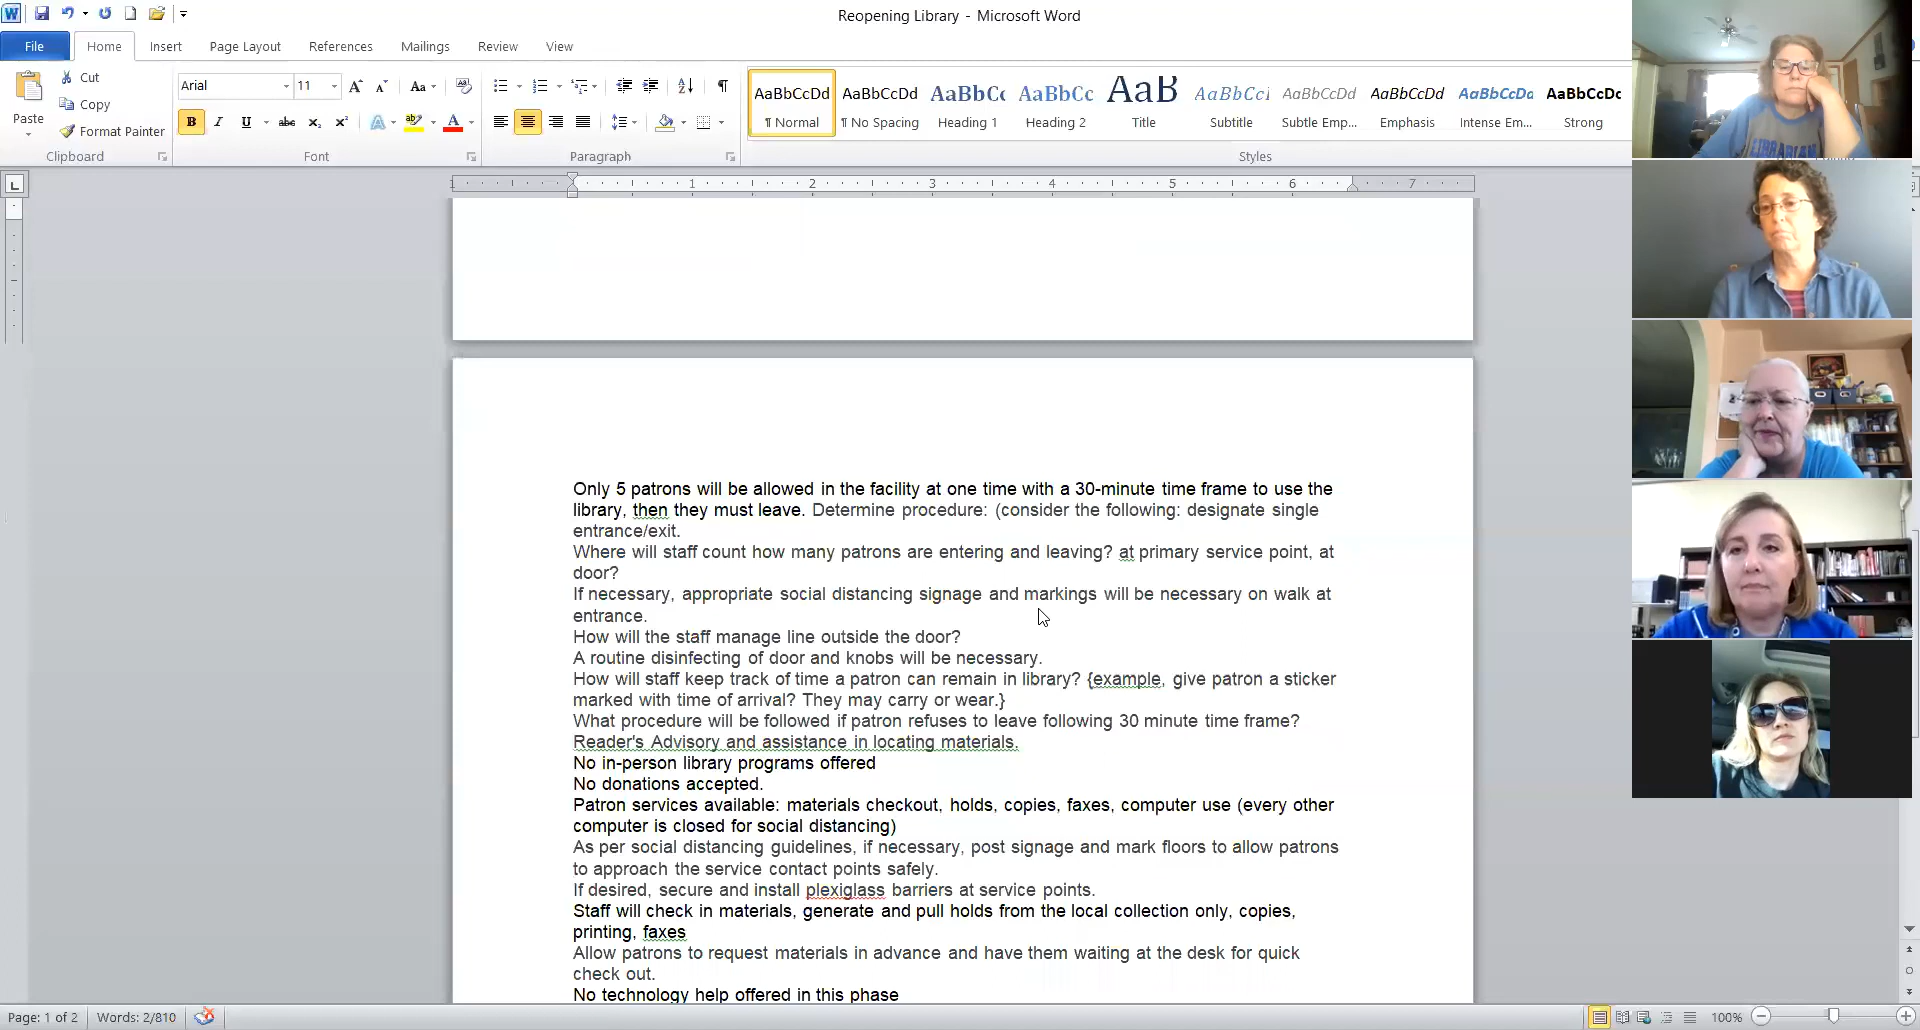 Reopening Library - Microsoft Word
File Home Insert Page Layout References Mailings Review View
Paste
Cut
Copy
Format Painter
Clipboard
Arial 11
Font
Paragraph
AaBbCcDd AaBbCcDd AaBbCc AaBbCc AaB AaBbCcI AaBbCcDd AaBbCcDd AaBbCcDd AaBbCcDc
¶ Normal ¶ No Spacing Heading 1 Heading 2 Title Subtitle Subtle Emp... Emphasis Intense Em... Strong
Styles
1 1 2 3 4 5 6 7
Only 5 patrons will be allowed in the facility at one time with a 30-minute time frame to use the
library, then they must leave. Determine procedure: (consider the following: designate single
entrance/exit.
Where will staff count how many patrons are entering and leaving? at primary service point, at
door?
If necessary, appropriate social distancing signage and markings will be necessary on walk at
entrance.
How will the staff manage line outside the door?
A routine disinfecting of door and knobs will be necessary.
How will staff keep track of time a patron can remain in library? {example, give patron a sticker
marked with time of arrival? They may carry or wear.}
What procedure will be followed if patron refuses to leave following 30 minute time frame?
Reader's Advisory and assistance in locating materials.
No in-person library programs offered
No donations accepted.
Patron services available: materials checkout, holds, copies, faxes, computer use (every other
computer is closed for social distancing)
As per social distancing guidelines, if necessary, post signage and mark floors to allow patrons
to approach the service contact points safely.
If desired, secure and install plexiglass barriers at service points.
Staff will check in materials, generate and pull holds from the local collection only, copies,
printing, faxes
Allow patrons to request materials in advance and have them waiting at the desk for quick
check out.
No technology help offered in this phase
Page: 1 of 2 Words: 2/810 100%